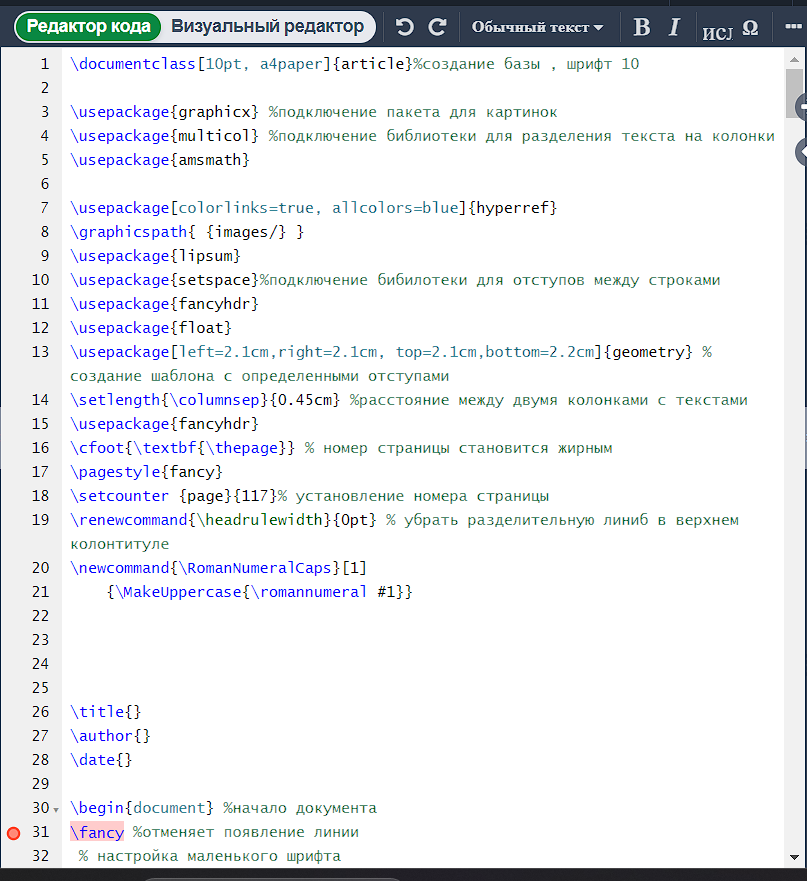 Редактор кода Визуальный редактор Обычный текст B I ИС Ω
1 \documentclass[10pt, a4paper]{article}%создание базы , шрифт 10
2
3 \usepackage{graphicx} %подключение пакета для картинок
4 \usepackage{multicol} %подключение библиотеки для разделения текста на колонки
5 \usepackage{amsmath}
6
7 \usepackage[colorlinks=true, allcolors=blue]{hyperref}
8 \graphicspath{ {images/} }
9 \usepackage{lipsum}
10 \usepackage{setspace}%подключение бибилотеки для отступов между строками
11 \usepackage{fancyhdr}
12 \usepackage{float}
13 \usepackage[left=2.1cm,right=2.1cm, top=2.1cm,bottom=2.2cm]{geometry} %
создание шаблона с определенными отступами
14 \setlength{\columnsep}{0.45cm} %расстояние между двумя колонками с текстами
15 \usepackage{fancyhdr}
16 \cfoot{\textbf{\thepage}} % номер страницы становится жирным
17 \pagestyle{fancy}
18 \setcounter {page}{117}% установление номера страницы
19 \renewcommand{\headrulewidth}{0pt} % убрать разделительную линиб в верхнем
колонтитуле
20 \newcommand{\RomanNumeralCaps}[1]
21 {\MakeUppercase{\romannumeral #1}}
22
23
24
25
26 \title{}
27 \author{}
28 \date{}
29
30 \begin{document} %начало документа
31 \fancy %отменяет появление линии
32 % настройка маленького шрифта